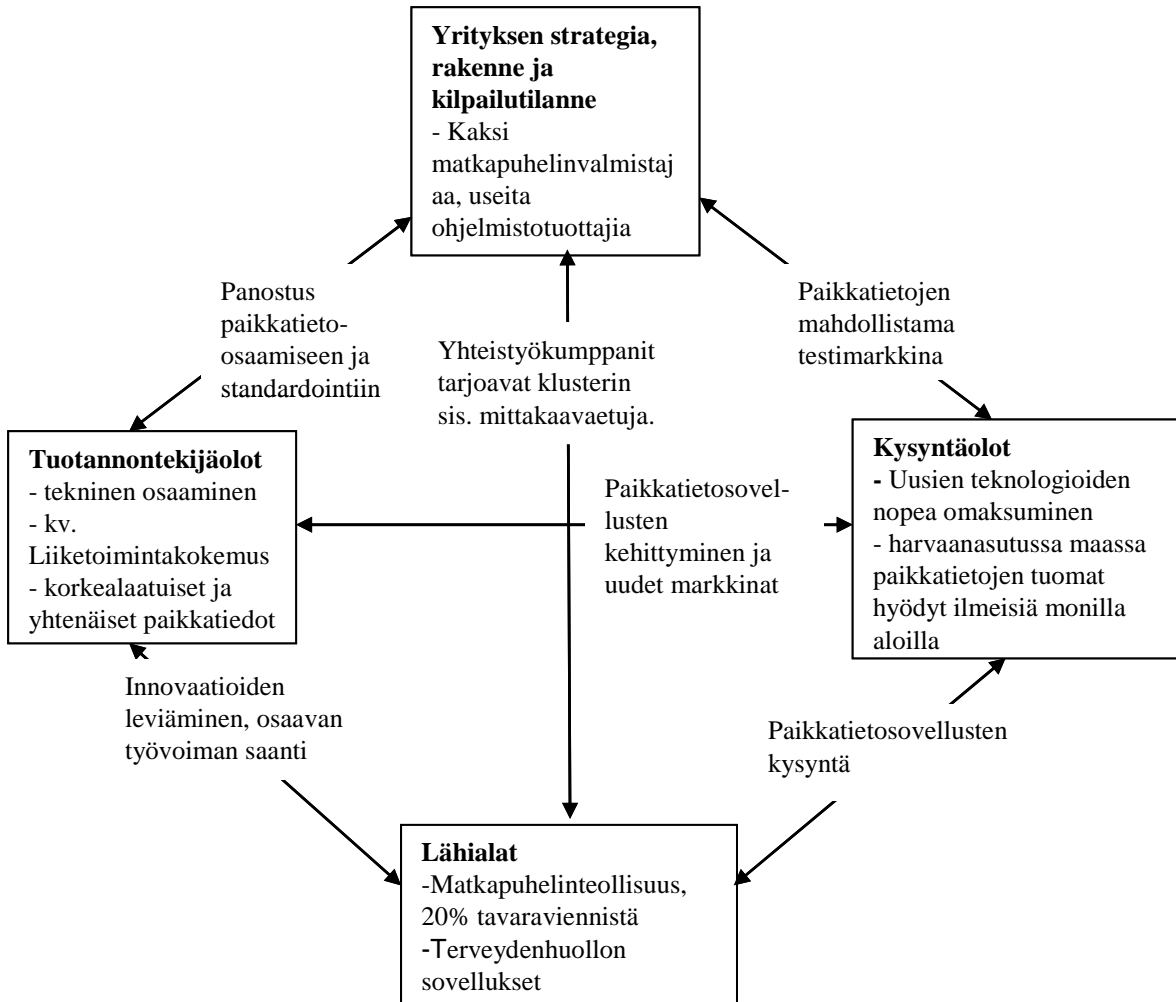 Yrityksen strategia,
rakenne ja
kilpailutilanne
- Kaksi
matkapuhelinvalmistaj
aa, useita
ohjelmistotuottajia
Panostus
paikkatieto-
osaamiseen ja
standardointiin
Yhteistyökumppanit
tarjoavat klusterin
sis. mittakaavaetuja.
Paikkatietojen
mahdollistama
testimarkkina
Tuotannontekijäolot
- tekninen osaaminen
- kv.
Liiketoimintakokemus
- korkealaatuiset ja
yhtenäiset paikkatiedot
Paikkatietosovel-
lusten
kehittyminen ja
uudet markkinat
Kysyntäolot
- Uusien teknologioiden
nopea omaksuminen
- harvaanasutussa maassa
paikkatietojen tuomat
hyödyt ilmeisiä monilla
aloilla
Innovaatioiden
leviäminen, osaavan
työvoiman saanti
Paikkatietosovellusten
kysyntä
Lähialat
-Matkapuhelinteollisuus,
20% tavaraviennistä
-Terveydenhuollon
sovellukset